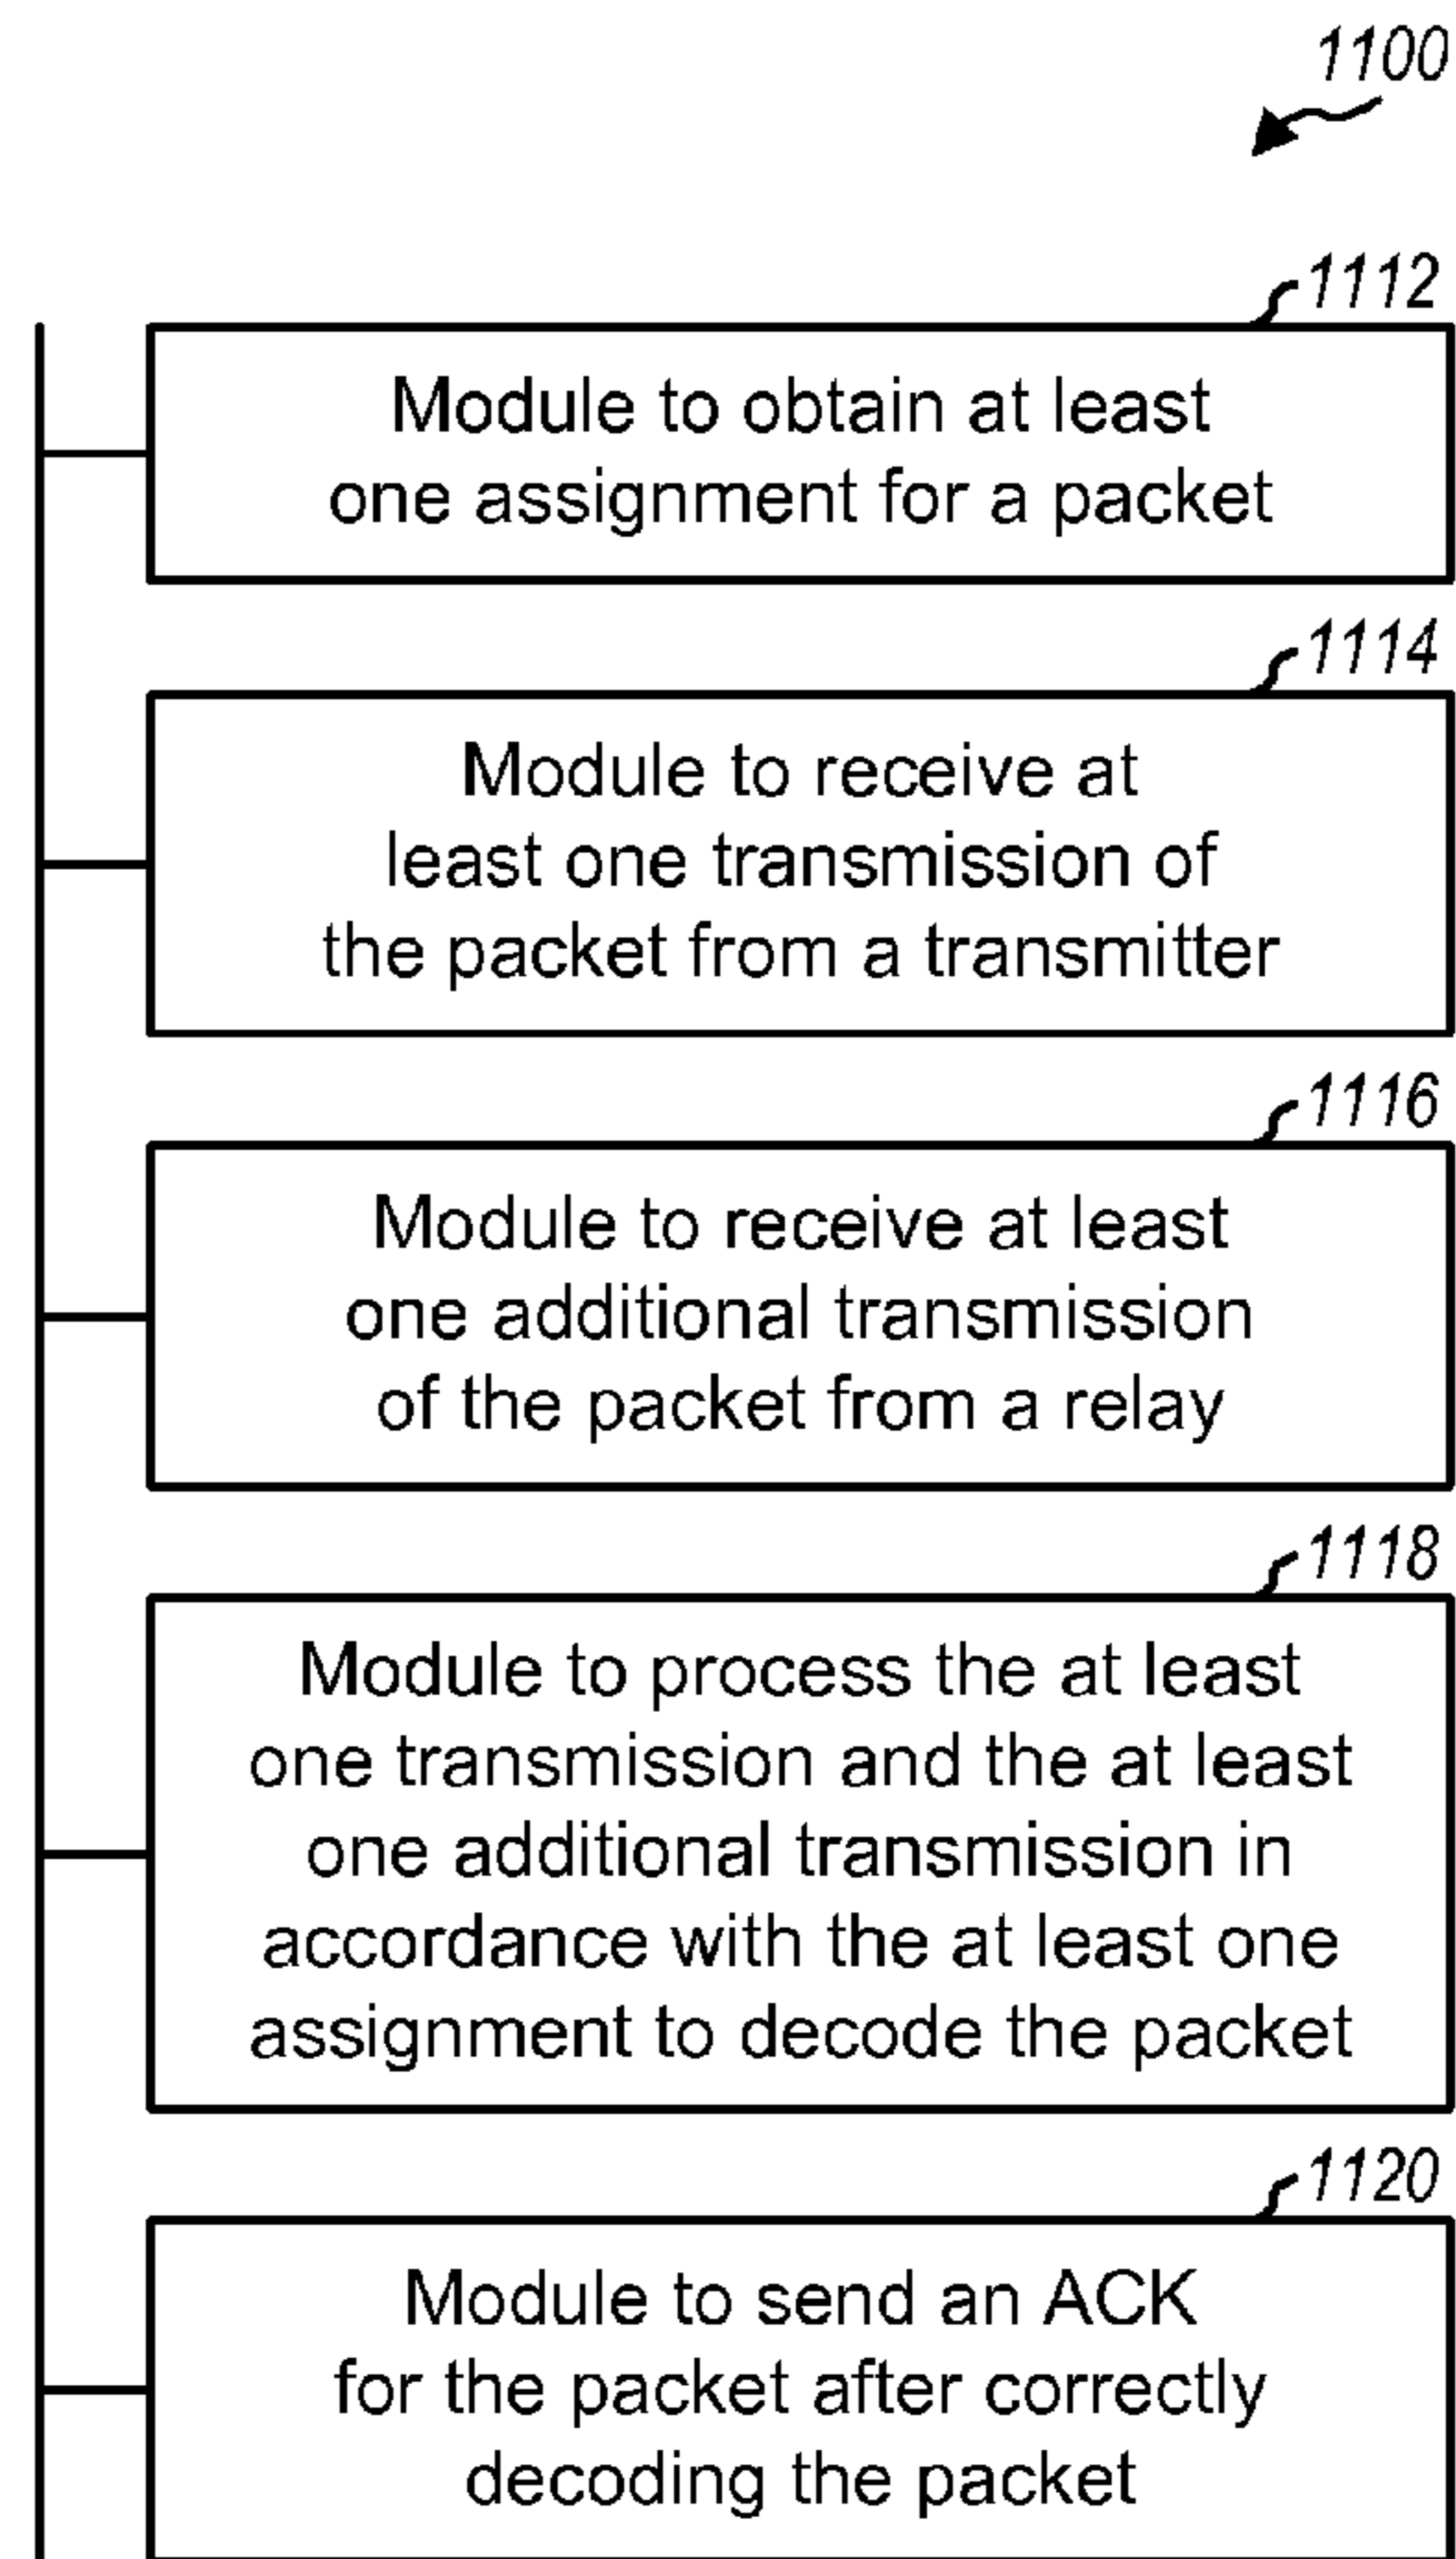 1100
1112
Module to obtain at least
one assignment for a packet
1114
Module to receive at
least one transmission of
the packet from a transmitter
1116
Module to receive at least
one additional transmission
of the packet from a relay
1118
Module to process the at least
one transmission and the at least
one additional transmission in
accordance with the at least one
assignment to decode the packet
1120
Module to send an ACK
for the packet after correctly
decoding the packet